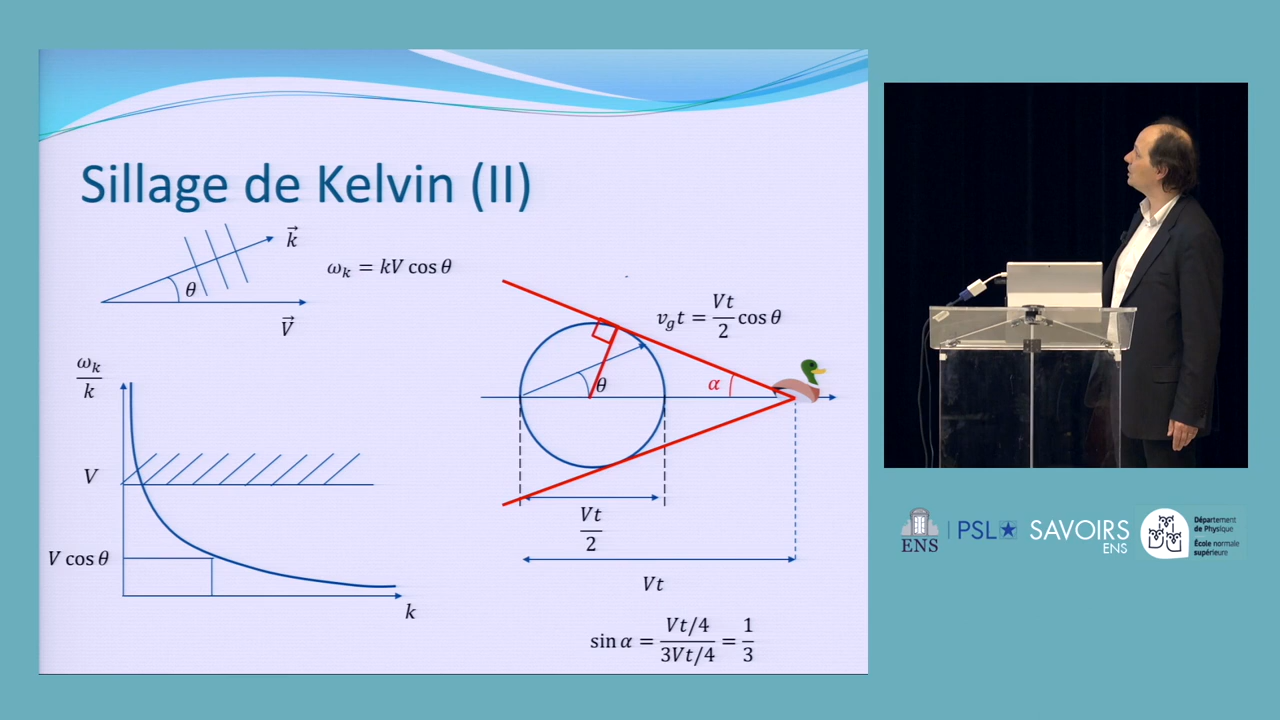 Sillage de Kelvin (II)
k⃗
θ
V⃗
ω_k = kV cos θ
ω_k/k
V
V cos θ
k
v_g t = Vt/2 cos θ
θ
α
Vt/2
Vt
sin α = (Vt/4)/(3Vt/4) = 1/3
ENS
PSL
SAVOIRS
ENS
Département
de Physique
École normale
supérieure